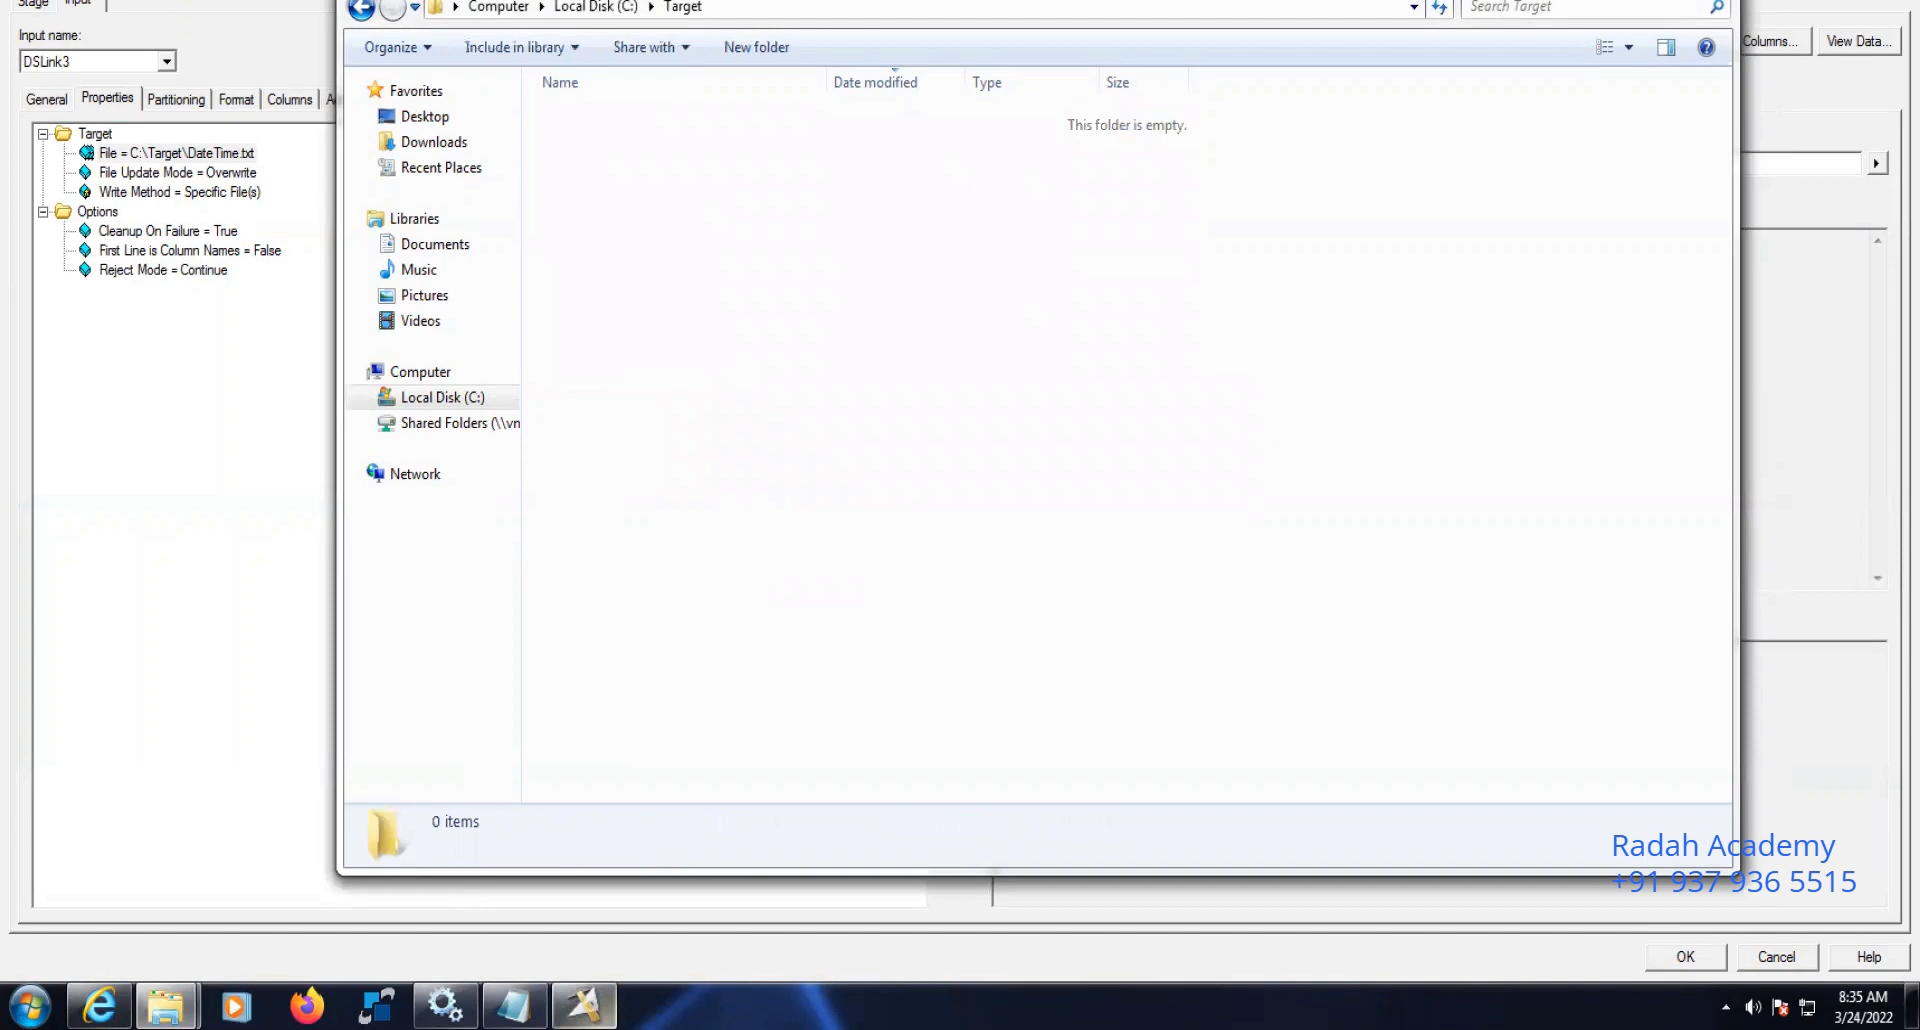 Stage
Input
Computer
Local Disk (C:)
Target
Search Target
Input name:
DSLink3
Organize
Include in library
Share with
New folder
Columns...
View Data...
General
Properties
Partitioning
Format
Columns
Name
Date modified
Type
Size
This folder is empty.
Target
File = C:\Target\DateTime.txt
File Update Mode = Overwrite
Write Method = Specific File(s)
Options
Cleanup On Failure = True
First Line is Column Names = False
Reject Mode = Continue
Favorites
Desktop
Downloads
Recent Places
Libraries
Documents
Music
Pictures
Videos
Computer
Local Disk (C:)
Shared Folders (\\vn
Network
0 items
Radah Academy
+91 937 936 5515
OK
Cancel
Help
8:35 AM
3/24/2022